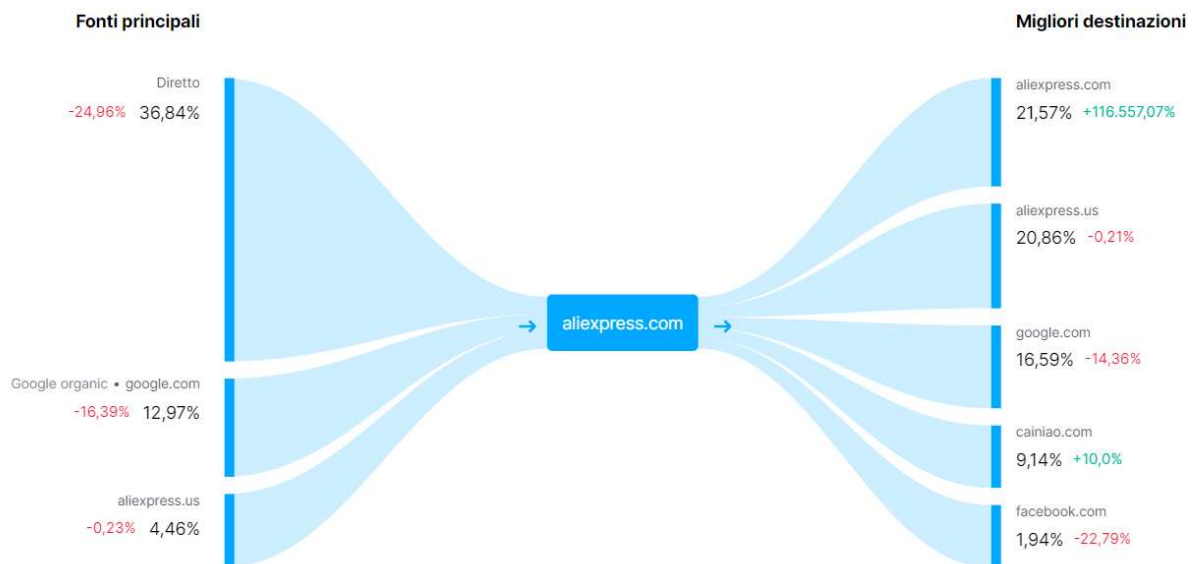 Fonti principali
Diretto
-24,96% 36,84%
Google organic • google.com
-16,39% 12,97%
aliexpress.us
-0,23% 4,46%
aliexpress.com
Migliori destinazioni
aliexpress.com
21,57% +116.557,07%
aliexpress.us
20,86% -0,21%
google.com
16,59% -14,36%
cainiao.com
9,14% +10,0%
facebook.com
1,94% -22,79%